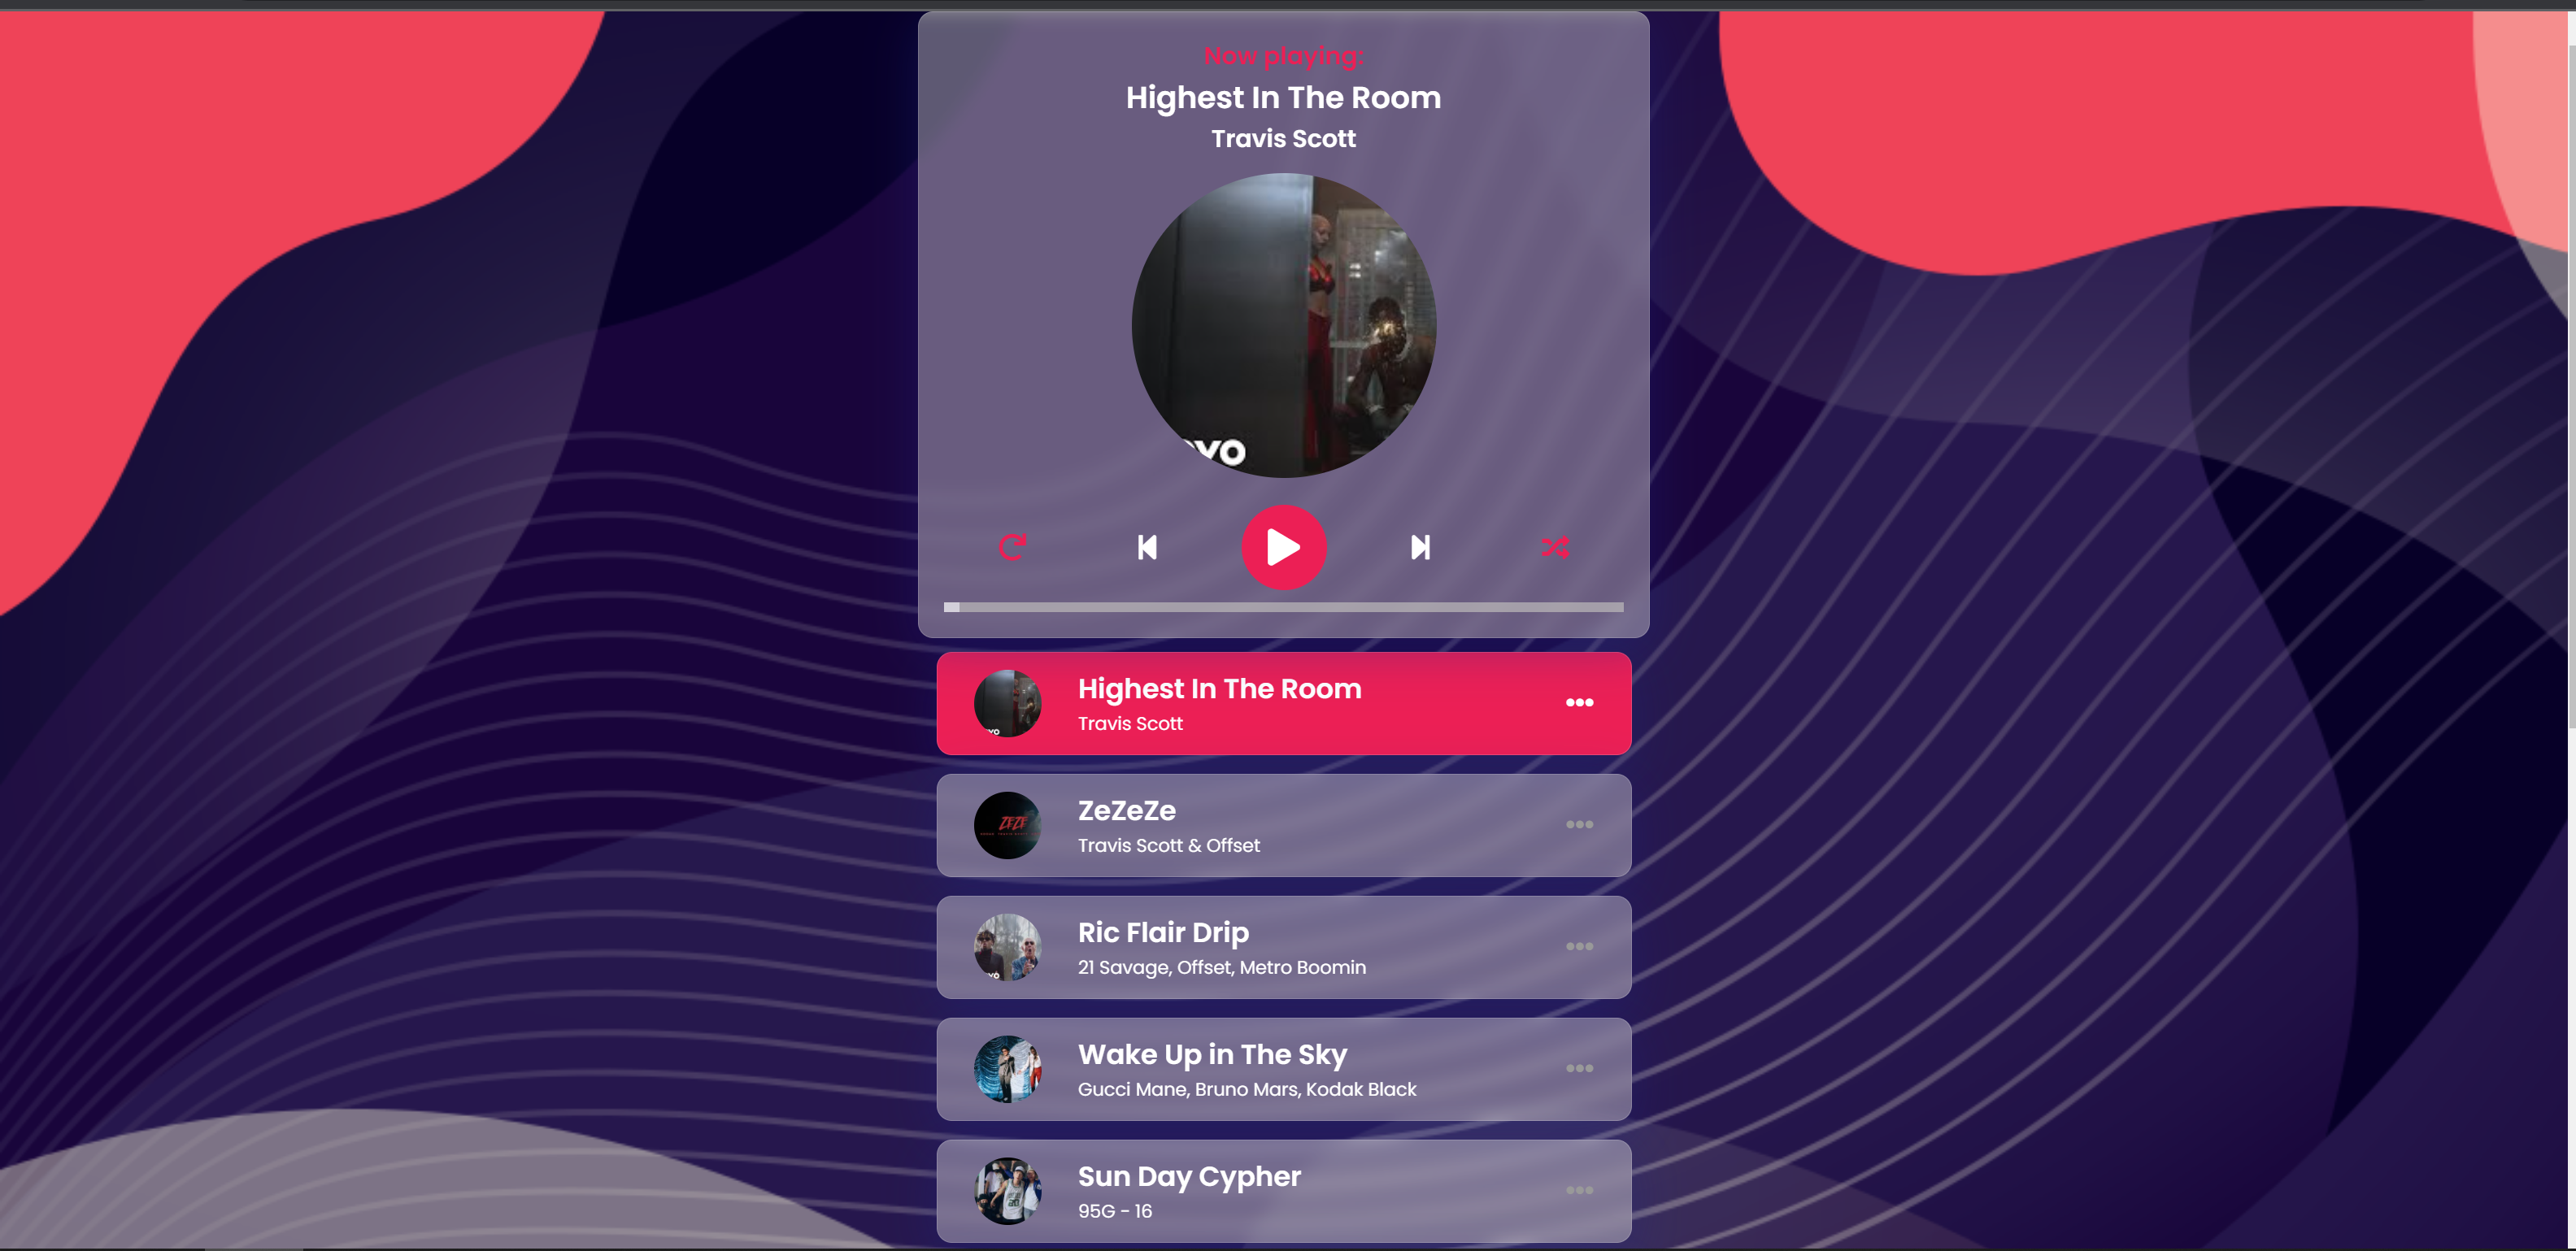 Now playing:
Highest In The Room
Travis Scott
vo
Highest In The Room
Travis Scott
ZeZeZe
Travis Scott & Offset
Ric Flair Drip
21 Savage, Offset, Metro Boomin
Wake Up in The Sky
Gucci Mane, Bruno Mars, Kodak Black
Sun Day Cypher
95G - 16